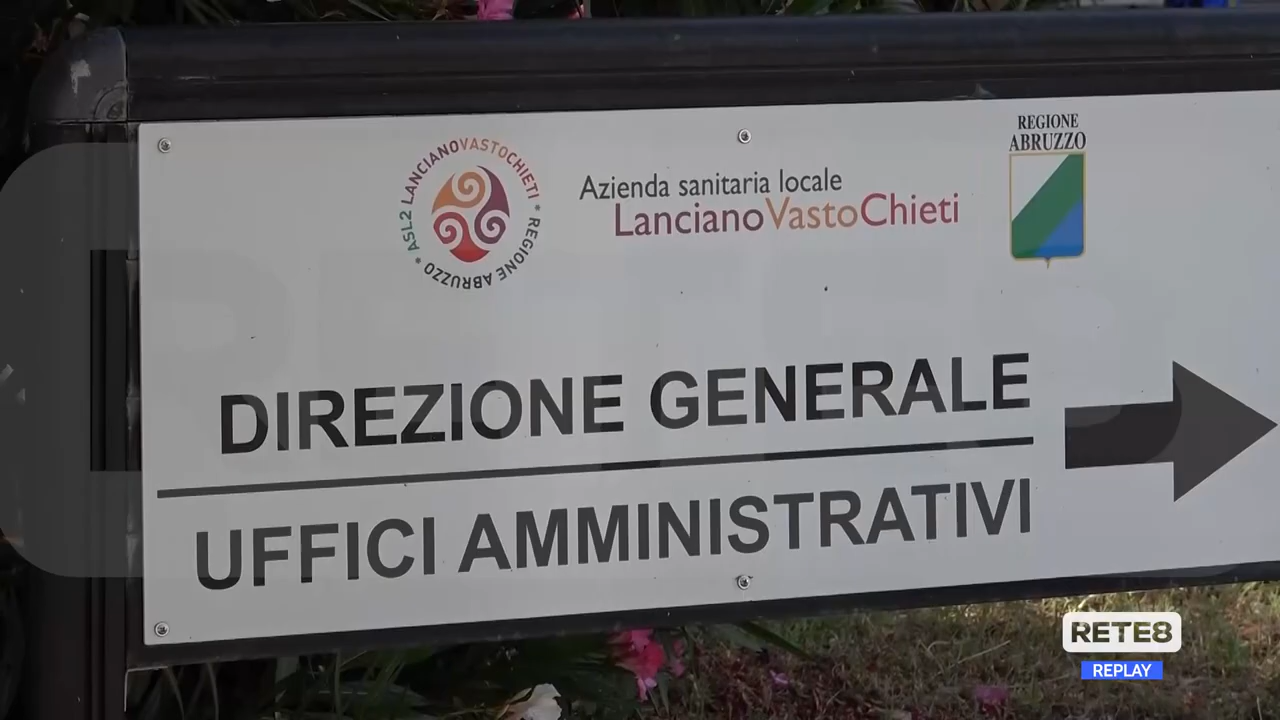 ASL2 LANCIANOVASTOCHIETI * REGIONE ABRUZZO *
Azienda sanitaria locale
LancianoVastoChieti
REGIONE
ABRUZZO
DIREZIONE GENERALE
UFFICI AMMINISTRATIVI
RETE8
REPLAY